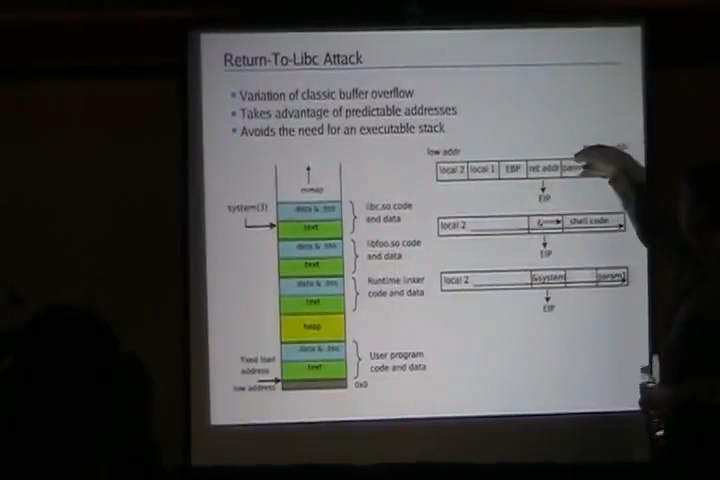 Return-To-Libc Attack
Variation of classic buffer overflow
Takes advantage of predictable addresses
Avoids the need for an executable stack
low addr
local 2 local 1 EBP ret addr
EIP
mmap
system(3)
data & .bss
text
libc.so code
and data
local 2 & shell code
EIP
data & .bss
text
libfoo.so code
and data
data & .bss
text
Runtime linker
code and data
local 2 &system param1
EIP
heap
data & .bss
text
User program
code and data
fixed load
address
low address
0x0